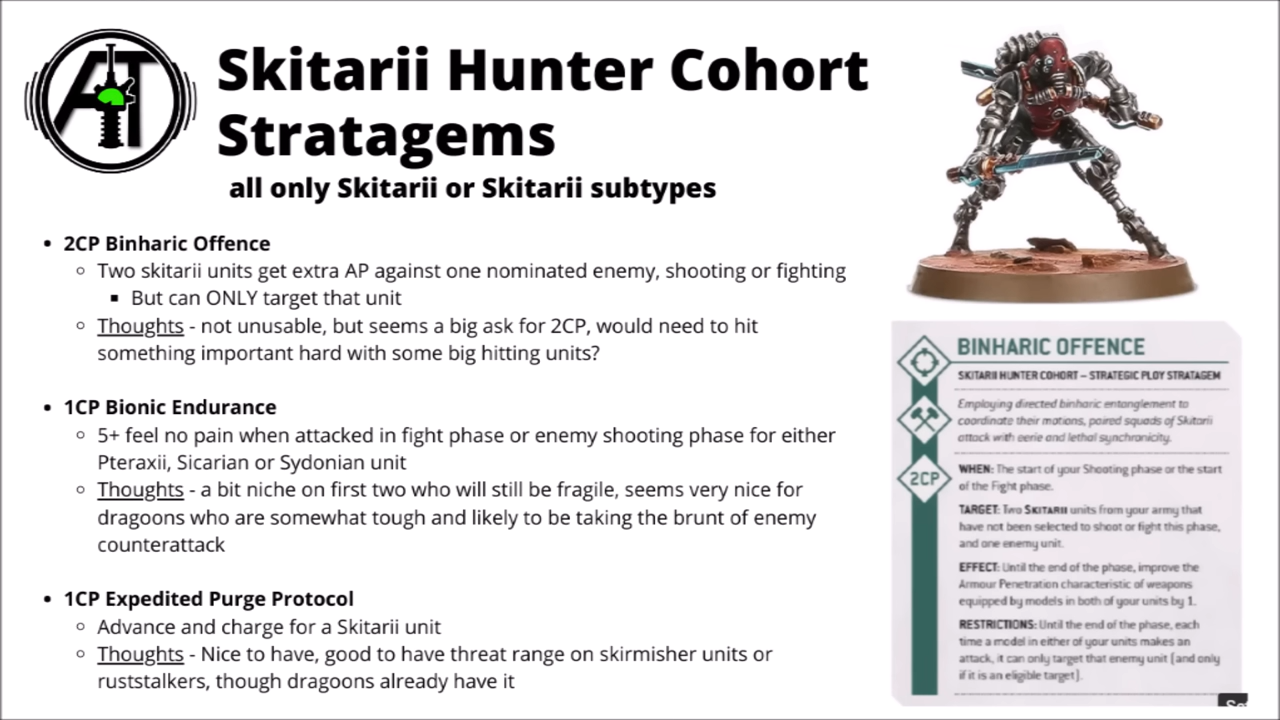 AT
Skitarii Hunter Cohort
Stratagems
all only Skitarii or Skitarii subtypes
• 2CP Binharic Offence
○ Two skitarii units get extra AP against one nominated enemy, shooting or fighting
▪ But can ONLY target that unit
○ Thoughts - not unusable, but seems a big ask for 2CP, would need to hit
something important hard with some big hitting units?
• 1CP Bionic Endurance
○ 5+ feel no pain when attacked in fight phase or enemy shooting phase for either
Pteraxii, Sicarian or Sydonian unit
○ Thoughts - a bit niche on first two who will still be fragile, seems very nice for
dragoons who are somewhat tough and likely to be taking the brunt of enemy
counterattack
• 1CP Expedited Purge Protocol
○ Advance and charge for a Skitarii unit
○ Thoughts - Nice to have, good to have threat range on skirmisher units or
ruststalkers, though dragoons already have it
BINHARIC OFFENCE
SKITARII HUNTER COHORT – STRATEGIC PLOY STRATAGEM
Employing directed binharic entanglement to
coordinate their motions, paired squads of Skitarii
attack with eerie and lethal synchronicity.
2CP
WHEN: The start of your Shooting phase or the start
of the Fight phase.
TARGET: Two SKITARII units from your army that
have not been selected to shoot or fight this phase,
and one enemy unit.
EFFECT: Until the end of the phase, improve the
Armour Penetration characteristic of weapons
equipped by models in both of your units by 1.
RESTRICTIONS: Until the end of the phase, each
time a model in either of your units makes an
attack, it can only target that enemy unit (and only
if it is an eligible target).